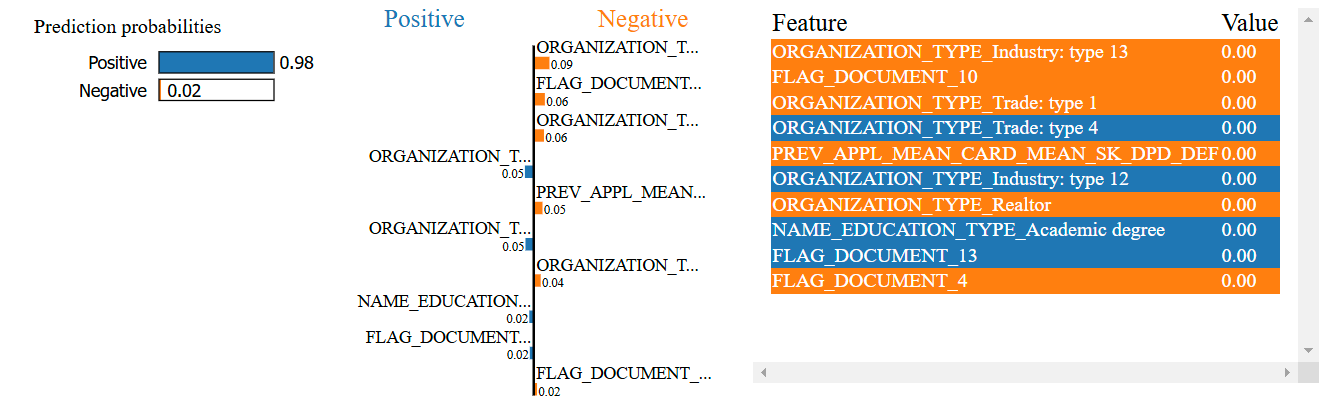 Prediction probabilities
Positive 0.98
Negative 0.02
Positive Negative
ORGANIZATION_T...
0.09
FLAG_DOCUMENT...
0.06
ORGANIZATION_T...
0.06
ORGANIZATION_T...
0.05
PREV_APPL_MEAN...
0.05
ORGANIZATION_T...
0.05
ORGANIZATION_T...
0.04
NAME_EDUCATION...
0.02
FLAG_DOCUMENT...
0.02
FLAG_DOCUMENT_...
0.02
Feature Value
ORGANIZATION_TYPE_Industry: type 13 0.00
FLAG_DOCUMENT_10 0.00
ORGANIZATION_TYPE_Trade: type 1 0.00
ORGANIZATION_TYPE_Trade: type 4 0.00
PREV_APPL_MEAN_CARD_MEAN_SK_DPD_DEF 0.00
ORGANIZATION_TYPE_Industry: type 12 0.00
ORGANIZATION_TYPE_Realtor 0.00
NAME_EDUCATION_TYPE_Academic degree 0.00
FLAG_DOCUMENT_13 0.00
FLAG_DOCUMENT_4 0.00